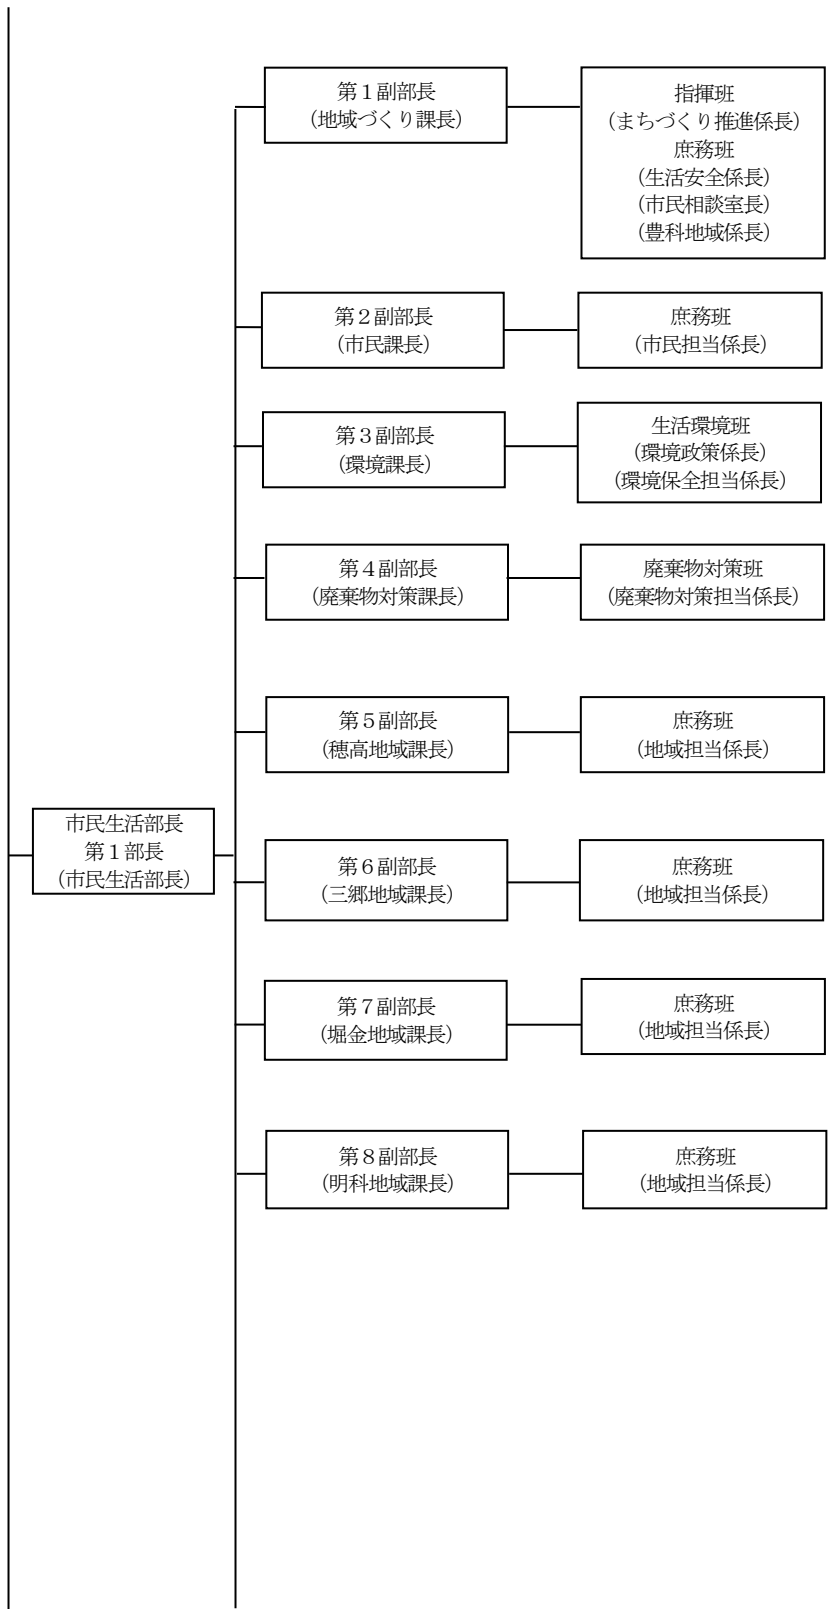 第１副部長
(地域づくり課長)
指揮班
(まちづくり推進係長)
庶務班
(生活安全係長)
(市民相談室長)
(豊科地域係長)
第２副部長
(市民課長)
庶務班
(市民担当係長)
第３副部長
(環境課長)
生活環境班
(環境政策係長)
(環境保全担当係長)
第４副部長
(廃棄物対策課長)
廃棄物対策班
(廃棄物対策担当係長)
第５副部長
(穂高地域課長)
庶務班
(地域担当係長)
市民生活部長
第１部長
(市民生活部長)
第６副部長
(三郷地域課長)
庶務班
(地域担当係長)
第７副部長
(堀金地域課長)
庶務班
(地域担当係長)
第８副部長
(明科地域課長)
庶務班
(地域担当係長)